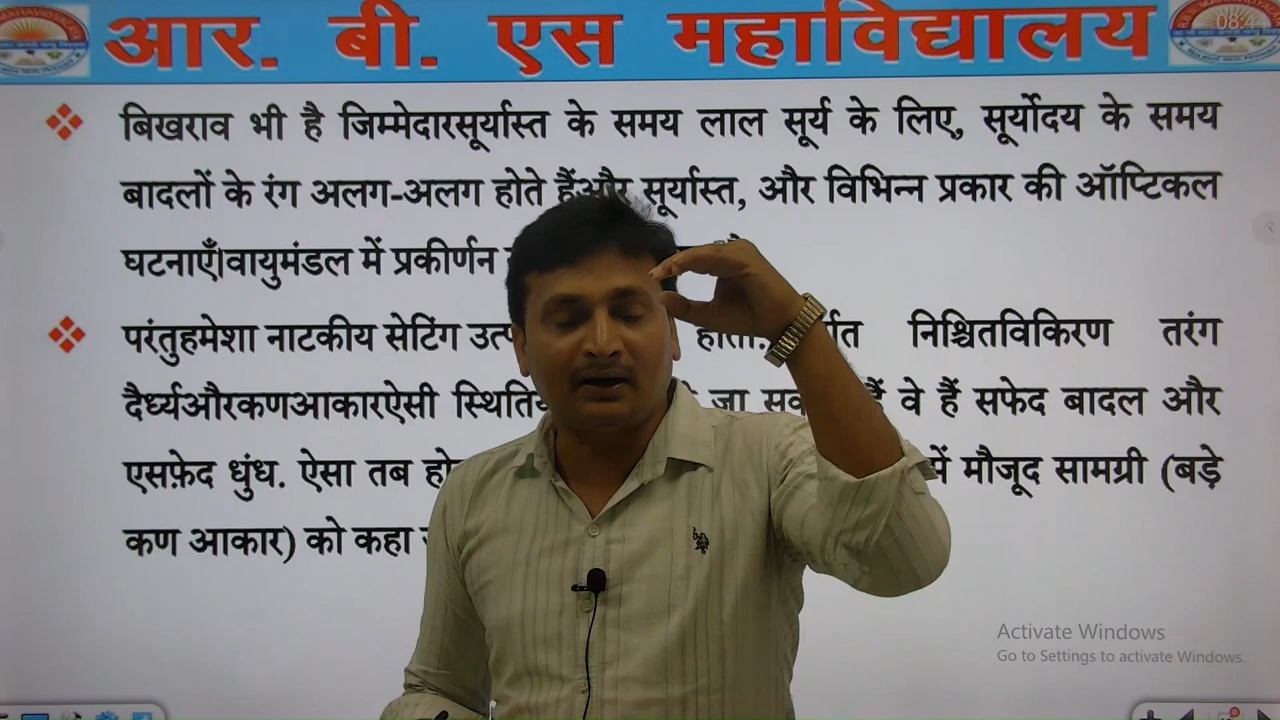 आर. बी. एस महाविद्यालय
08:4
बिखराव भी है जिम्मेदारसूर्यास्त के समय लाल सूर्य के लिए, सूर्योदय के समय
बादलों के रंग अलग-अलग होते हैंऔर सूर्यास्त, और विभिन्न प्रकार की ऑप्टिकल
घटनाएँ।वायुमंडल में प्रकीर्णन
परंतुहमेशा नाटकीय सेटिंग निश्चितविकिरण तरंग
दैर्ध्यऔरकणआकारऐसी हैं वे हैं सफेद बादल और
एसफ़ेद धुंध. ऐसा तब में मौजूद सामग्री (बड़े
कण आकार) को कहा
Activate Windows
Go to Settings to activate Windows.